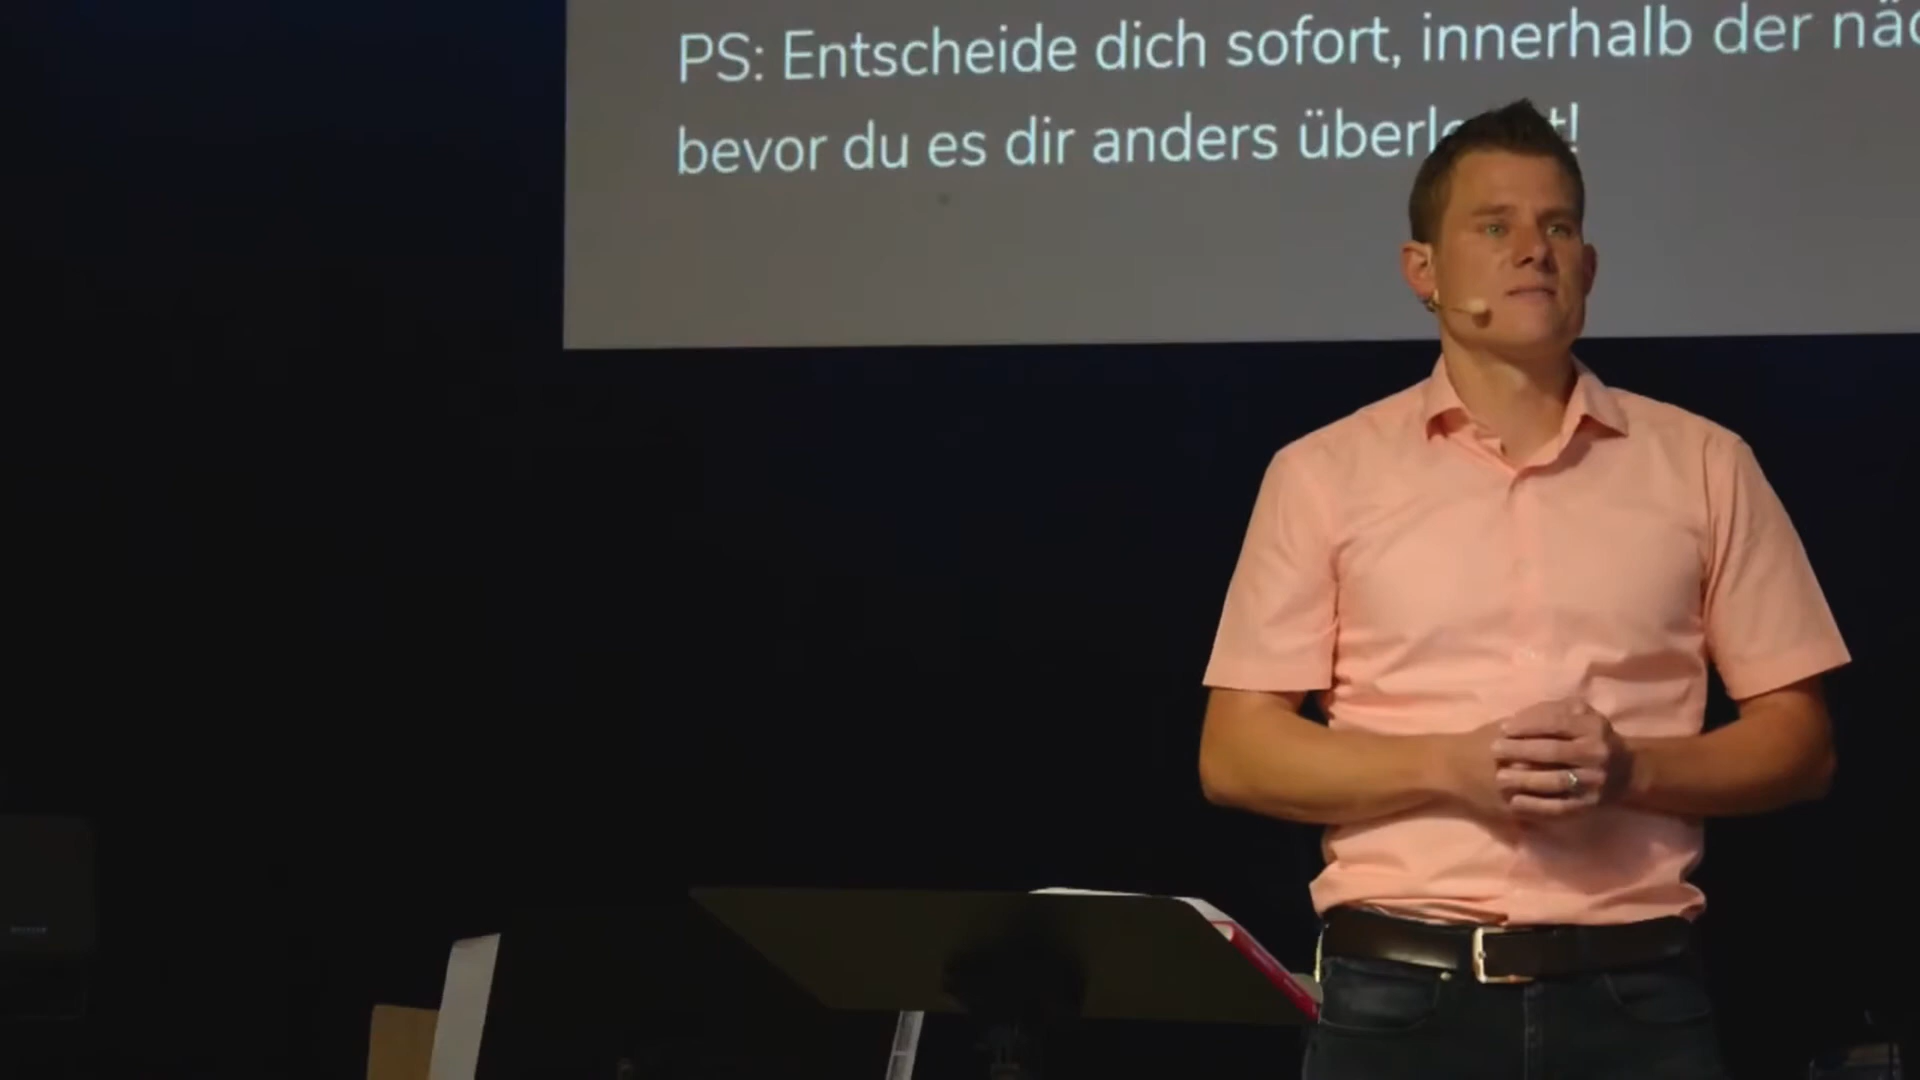 PS: Entscheide dich sofort, innerhalb der
bevor du es dir anders